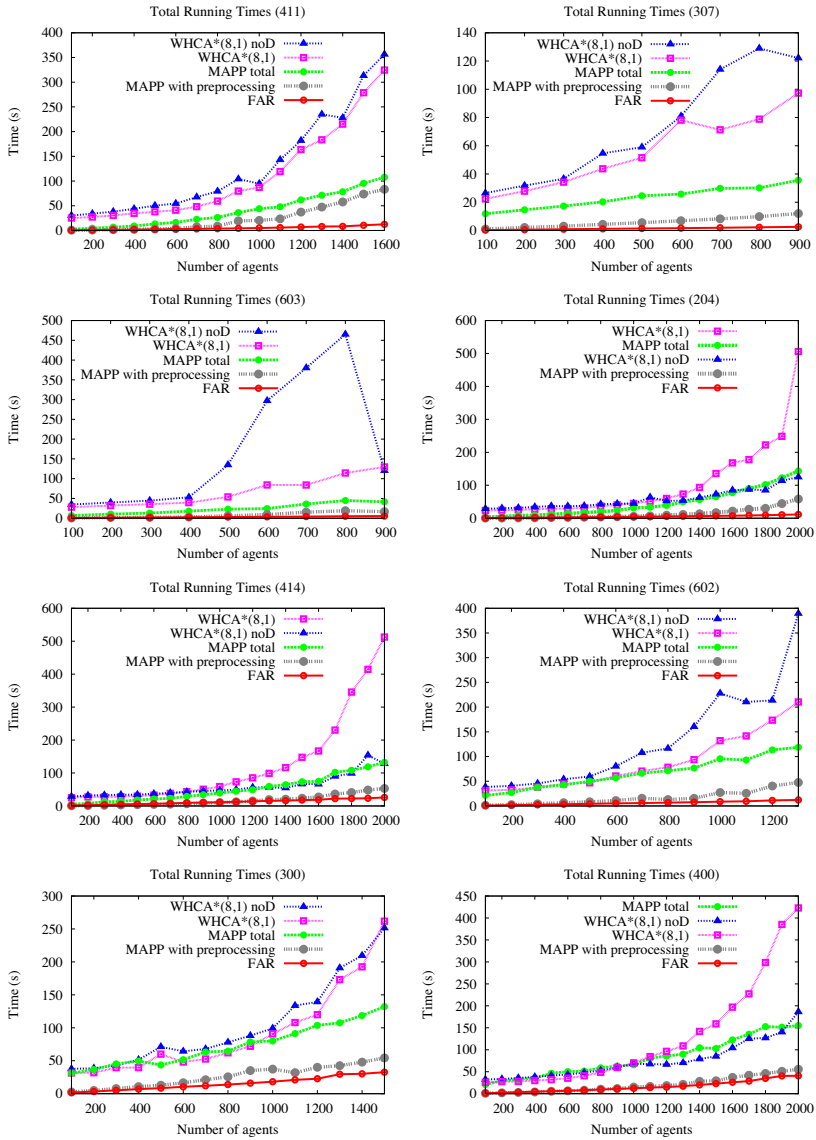 Total Running Times (411)
400
350
300
250
200
150
100
50
0
Time (s)
WHCA*(8,1) noD
WHCA*(8,1)
MAPP total
MAPP with preprocessing
FAR
200 400 600 800 1000 1200 1400 1600
Number of agents
Total Running Times (307)
140
120
100
80
60
40
20
0
Time (s)
WHCA*(8,1) noD
WHCA*(8,1)
MAPP total
MAPP with preprocessing
FAR
100 200 300 400 500 600 700 800 900
Number of agents
Total Running Times (603)
500
450
400
350
300
250
200
150
100
50
0
Time (s)
WHCA*(8,1) noD
WHCA*(8,1)
MAPP total
MAPP with preprocessing
FAR
100 200 300 400 500 600 700 800 900
Number of agents
Total Running Times (204)
600
500
400
300
200
100
0
Time (s)
WHCA*(8,1)
MAPP total
WHCA*(8,1) noD
MAPP with preprocessing
FAR
200 400 600 800 1000 1200 1400 1600 1800 2000
Number of agents
Total Running Times (414)
600
500
400
300
200
100
0
Time (s)
WHCA*(8,1)
WHCA*(8,1) noD
MAPP total
MAPP with preprocessing
FAR
200 400 600 800 1000 1200 1400 1600 1800 2000
Number of agents
Total Running Times (602)
400
350
300
250
200
150
100
50
0
Time (s)
WHCA*(8,1) noD
WHCA*(8,1)
MAPP total
MAPP with preprocessing
FAR
200 400 600 800 1000 1200
Number of agents
Total Running Times (300)
300
250
200
150
100
50
0
Time (s)
WHCA*(8,1) noD
WHCA*(8,1)
MAPP total
MAPP with preprocessing
FAR
200 400 600 800 1000 1200 1400
Number of agents
Total Running Times (400)
450
400
350
300
250
200
150
100
50
0
Time (s)
MAPP total
WHCA*(8,1) noD
WHCA*(8,1)
MAPP with preprocessing
FAR
200 400 600 800 1000 1200 1400 1600 1800 2000
Number of agents